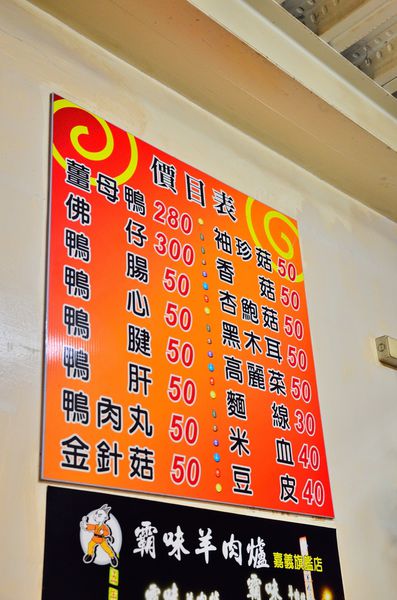 價目表
薑母鴨 280
佛仔 300
鴨腸 50
鴨心 50
鴨腱 50
鴨肝 50
鴨肉丸 50
金針菇 50
袖珍菇 50
香菇 50
杏鮑菇 50
黑木耳 50
高麗菜 50
麵線 30
米血 40
豆皮 40
霸味羊肉爐 嘉義旗艦店